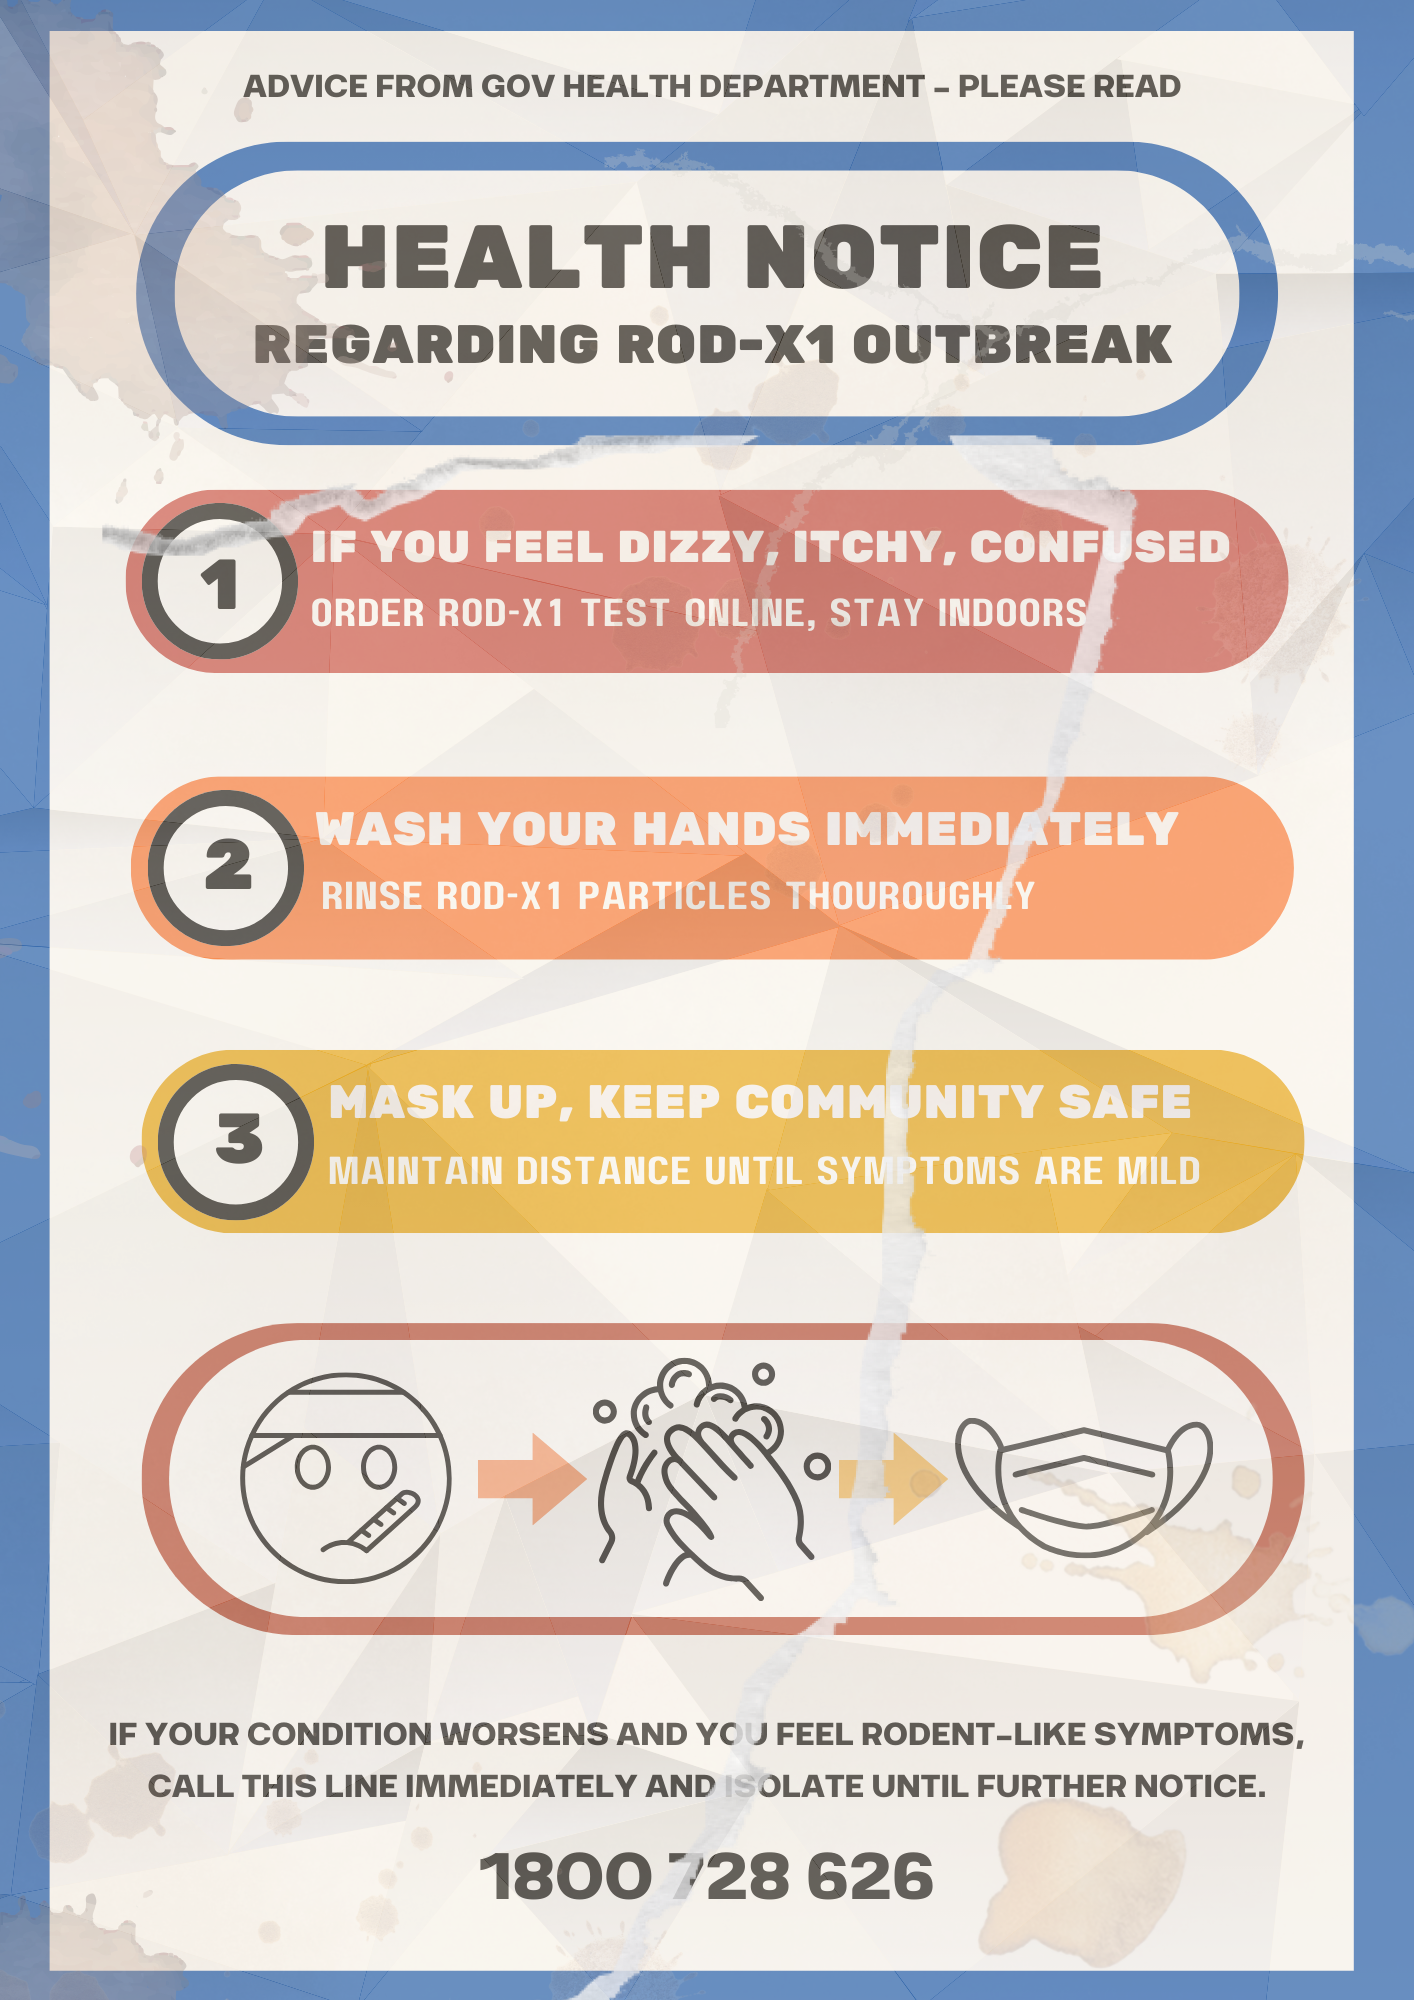 ADVICE FROM GOV HEALTH DEPARTMENT – PLEASE READ
HEALTH NOTICE
REGARDING ROD-X1 OUTBREAK
1
IF YOU FEEL DIZZY, ITCHY, CONFUSED
ORDER ROD-X1 TEST ONLINE, STAY INDOORS
2
WASH YOUR HANDS IMMEDIATELY
RINSE ROD-X1 PARTICLES THOUROUGHLY
3
MASK UP, KEEP COMMUNITY SAFE
MAINTAIN DISTANCE UNTIL SYMPTOMS ARE MILD
IF YOUR CONDITION WORSENS AND YOU FEEL RODENT-LIKE SYMPTOMS,
CALL THIS LINE IMMEDIATELY AND ISOLATE UNTIL FURTHER NOTICE.
1800 728 626